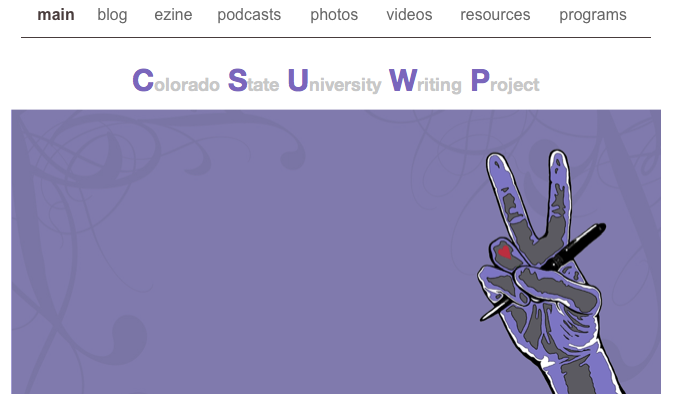 main blog ezine podcasts photos videos resources programs
Colorado State University Writing Project